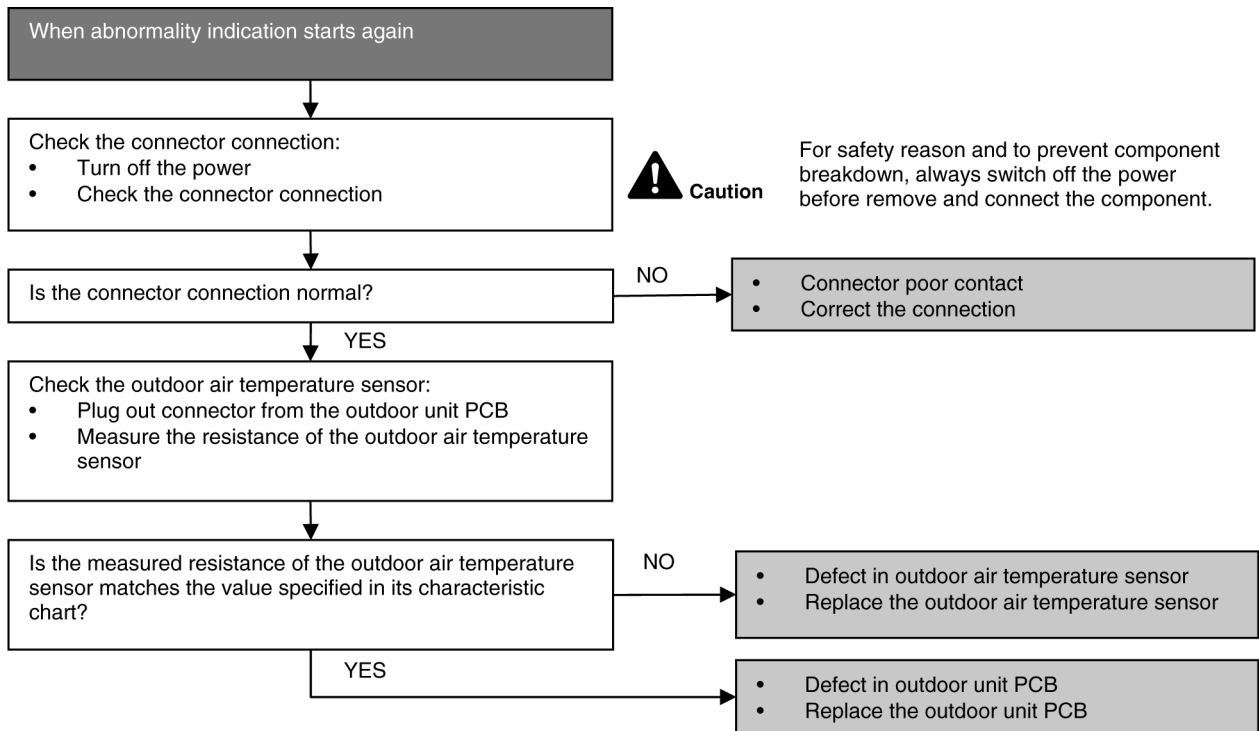 When abnormality indication starts again
Check the connector connection:
• Turn off the power
• Check the connector connection
Caution
For safety reason and to prevent component
breakdown, always switch off the power
before remove and connect the component.
Is the connector connection normal?
NO
• Connector poor contact
• Correct the connection
YES
Check the outdoor air temperature sensor:
• Plug out connector from the outdoor unit PCB
• Measure the resistance of the outdoor air temperature
sensor
Is the measured resistance of the outdoor air temperature
sensor matches the value specified in its characteristic
chart?
NO
• Defect in outdoor air temperature sensor
• Replace the outdoor air temperature sensor
YES
• Defect in outdoor unit PCB
• Replace the outdoor unit PCB